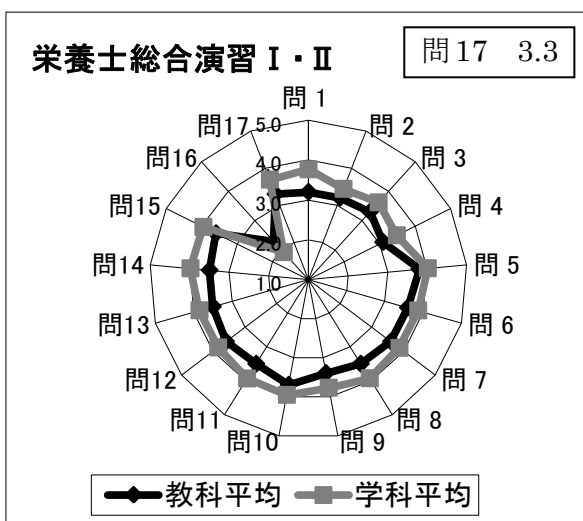 栄養士総合演習Ⅰ・Ⅱ
問17 3.3
問 1
問 2
問 3
問 4
問 5
問 6
問 7
問 8
問 9
問10
問11
問12
問13
問14
問15
問16
問17
5.0
4.0
3.0
2.0
1.0
教科平均
学科平均